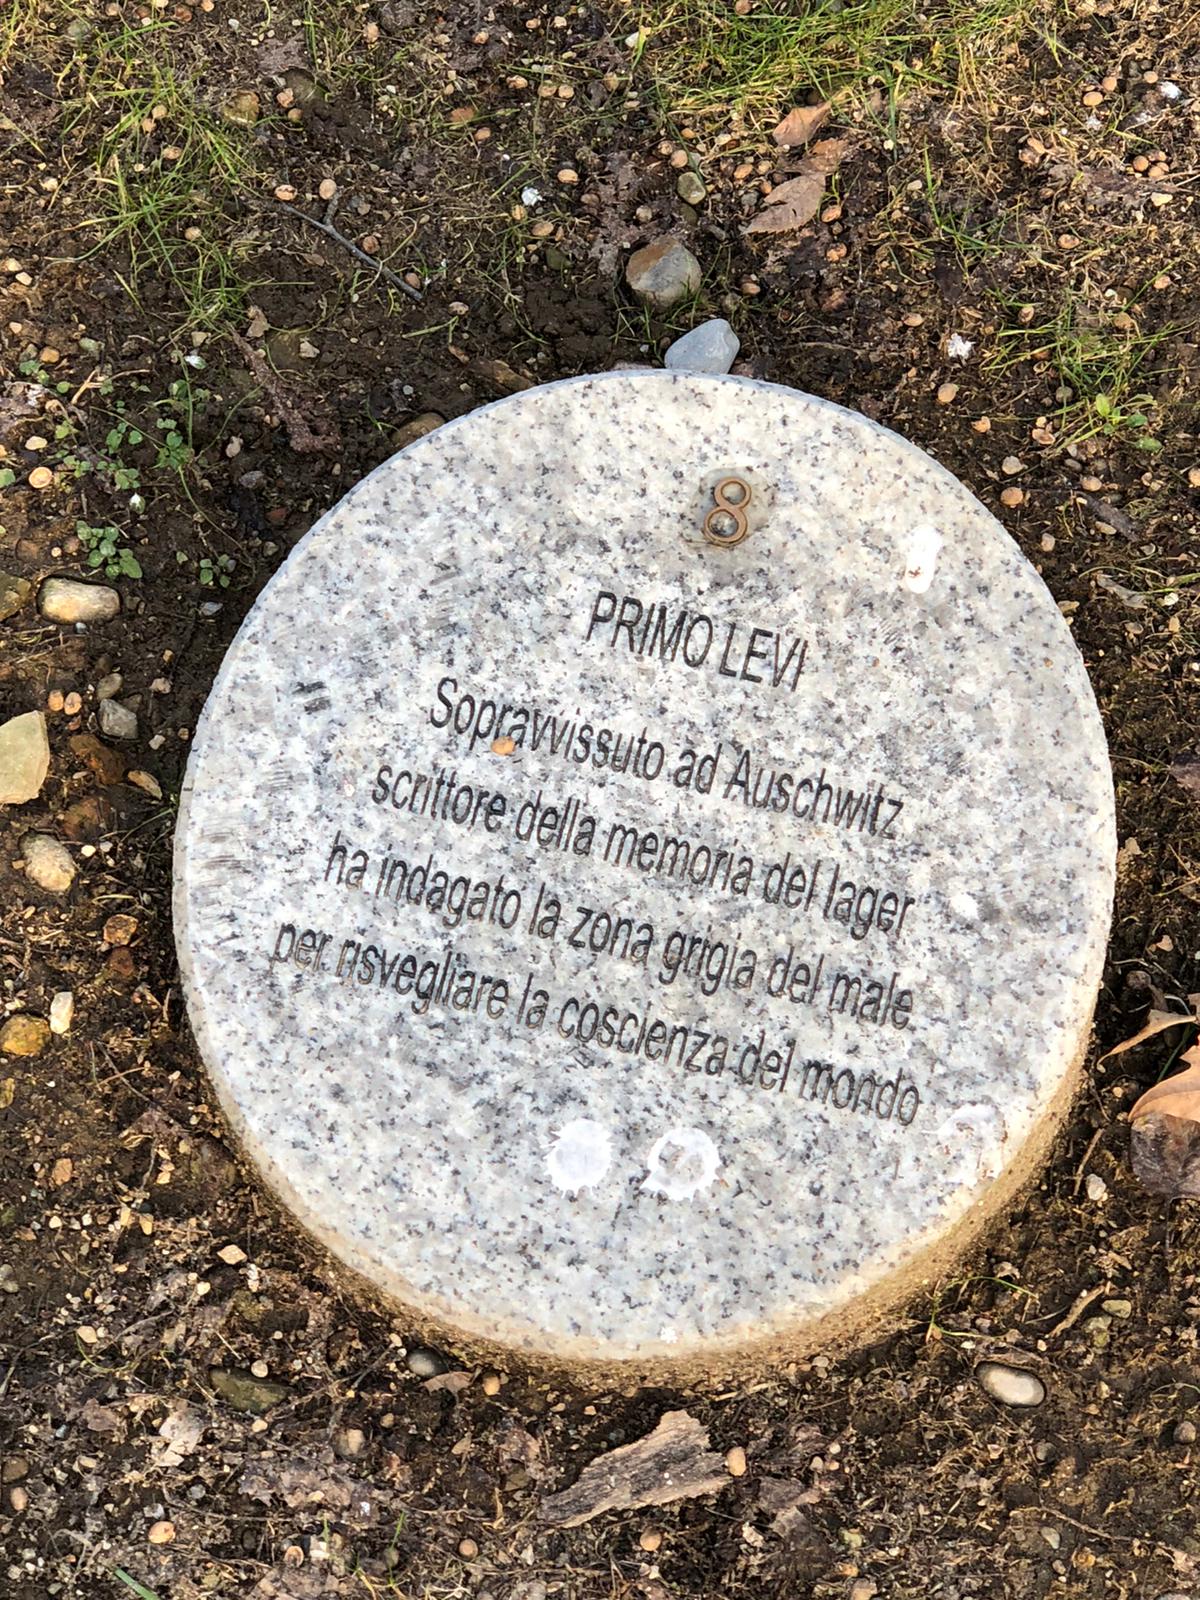 8
PRIMO LEVI
Sopravvissuto ad Auschwitz
scrittore della memoria del lager
ha indagato la zona grigia del male
per risvegliare la coscienza del mondo